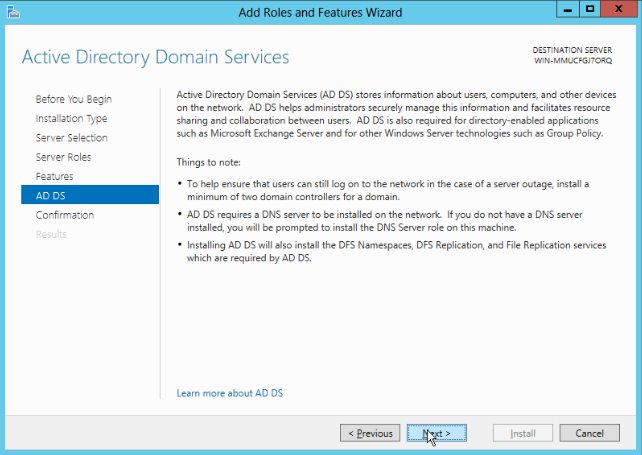 Add Roles and Features Wizard
Active Directory Domain Services
DESTINATION SERVER
WIN-MMUCFGJ7ORQ
Before You Begin
Installation Type
Server Selection
Server Roles
Features
AD DS
Confirmation
Results
Active Directory Domain Services (AD DS) stores information about users, computers, and other devices
on the network. AD DS helps administrators securely manage this information and facilitates resource
sharing and collaboration between users. AD DS is also required for directory-enabled applications
such as Microsoft Exchange Server and for other Windows Server technologies such as Group Policy.
Things to note:
• To help ensure that users can still log on to the network in the case of a server outage, install a
minimum of two domain controllers for a domain.
• AD DS requires a DNS server to be installed on the network. If you do not have a DNS server
installed, you will be prompted to install the DNS Server role on this machine.
• Installing AD DS will also install the DFS Namespaces, DFS Replication, and File Replication services
which are required by AD DS.
Learn more about AD DS
< Previous
Next >
Install
Cancel